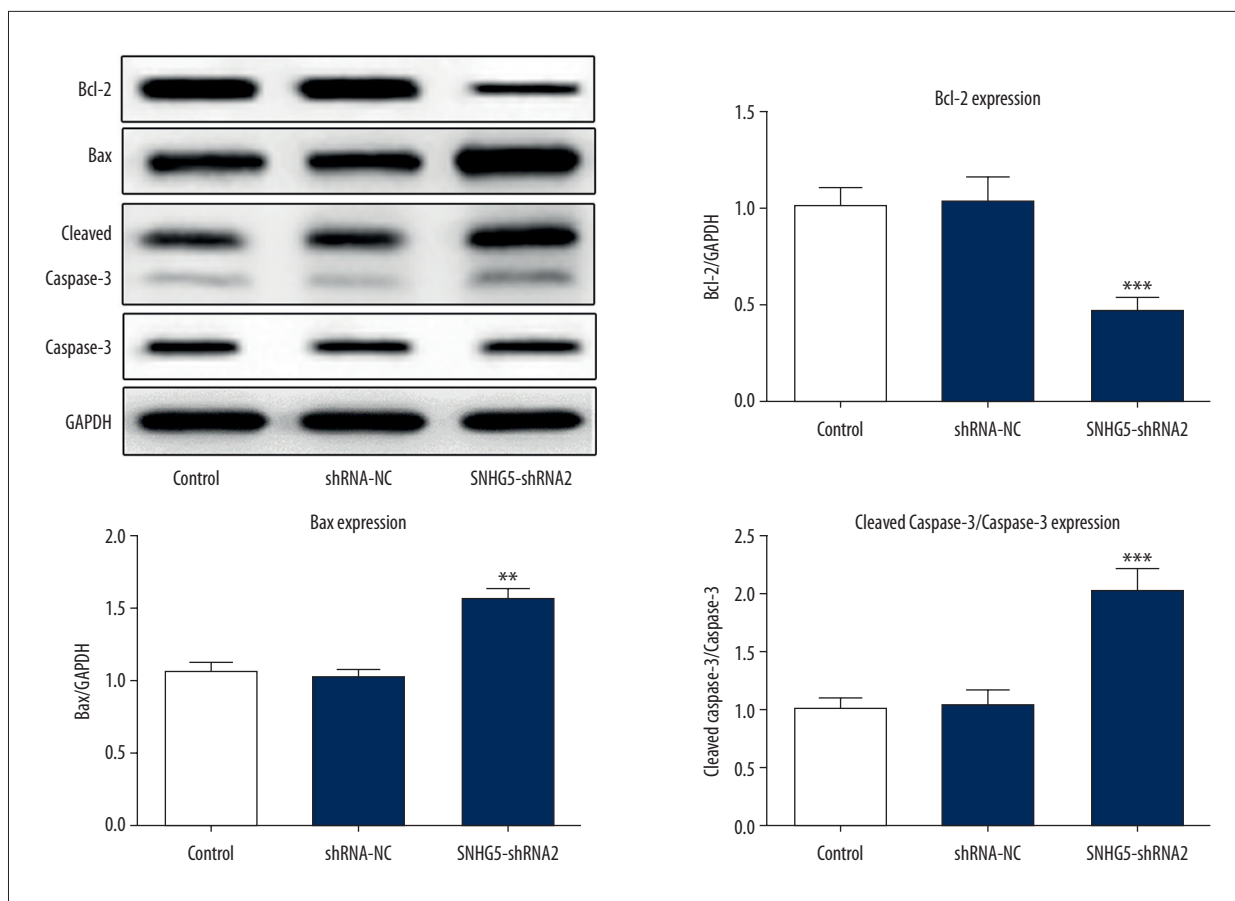 Bcl-2
Bax
Cleaved
Caspase-3
Caspase-3
GAPDH
Control shRNA-NC SNHG5-shRNA2
Bcl-2 expression
Bcl-2/GAPDH
1.5
1.0
0.5
0.0
***
Control shRNA-NC SNHG5-shRNA2
Bax expression
Bax/GAPDH
2.0
1.5
1.0
0.5
0.0
**
Control shRNA-NC SNHG5-shRNA2
Cleaved Caspase-3/Caspase-3 expression
Cleaved caspase-3/Caspase-3
2.5
2.0
1.5
1.0
0.5
0.0
***
Control shRNA-NC SNHG5-shRNA2